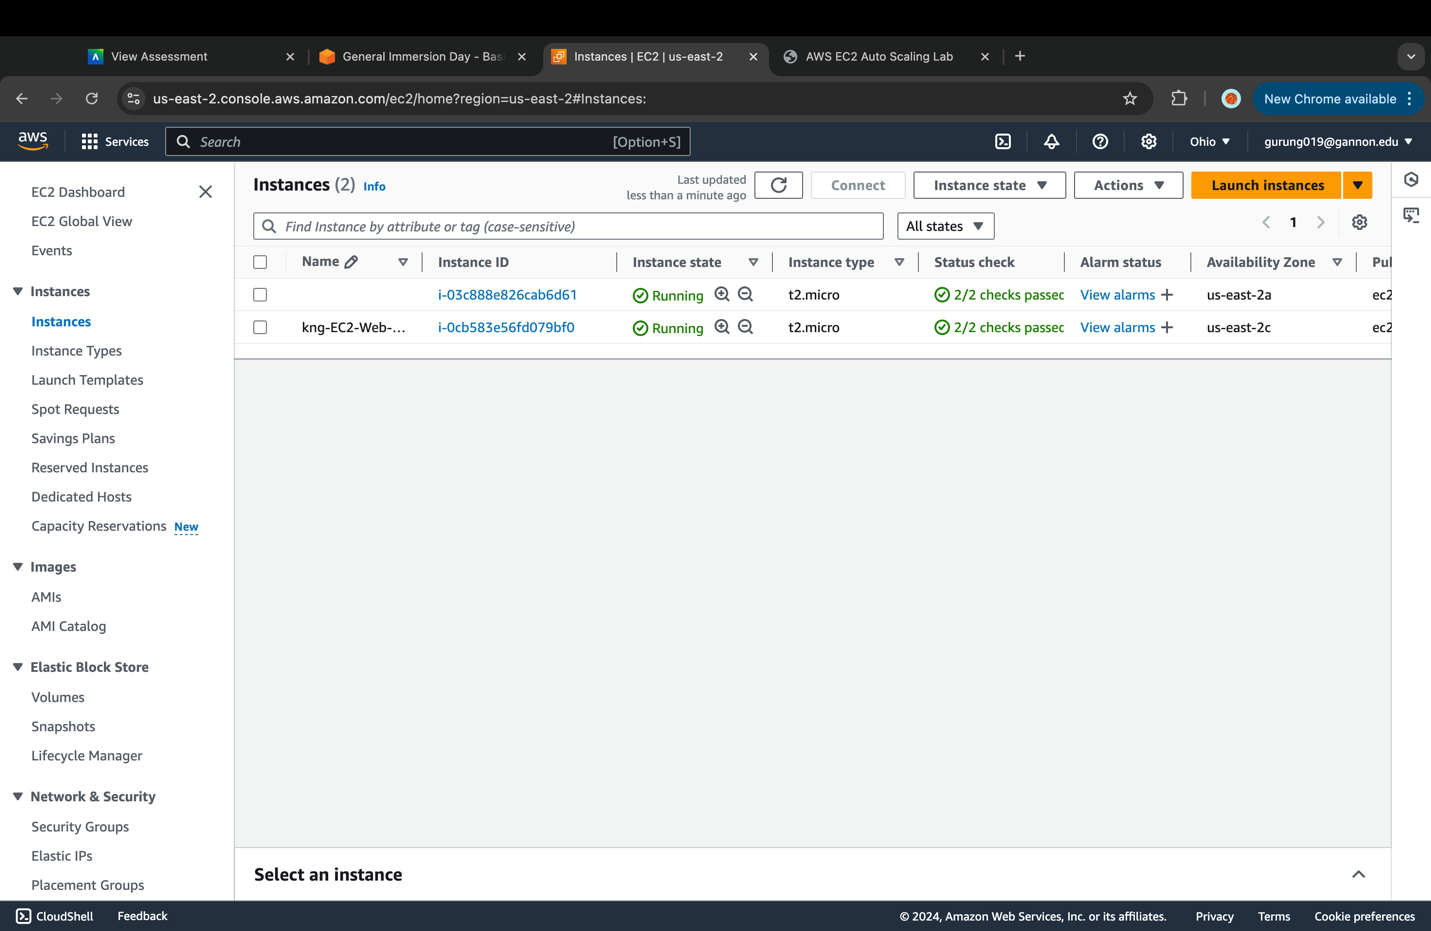 View Assessment
General Immersion Day - Bas
Instances | EC2 | us-east-2
AWS EC2 Auto Scaling Lab
us-east-2.console.aws.amazon.com/ec2/home?region=us-east-2#Instances:
New Chrome available
aws
Services
Search
[Option+S]
Ohio
gurung019@gannon.edu
EC2 Dashboard
EC2 Global View
Events
Instances
Instances
Instance Types
Launch Templates
Spot Requests
Savings Plans
Reserved Instances
Dedicated Hosts
Capacity Reservations New
Images
AMIs
AMI Catalog
Elastic Block Store
Volumes
Snapshots
Lifecycle Manager
Network & Security
Security Groups
Elastic IPs
Placement Groups
Instances (2) Info
Last updated
less than a minute ago
Connect
Instance state
Actions
Launch instances
Find Instance by attribute or tag (case-sensitive)
All states
1
Name Instance ID Instance state Instance type Status check Alarm status Availability Zone Pul
i-03c888e826cab6d61 Running t2.micro 2/2 checks passec View alarms + us-east-2a ec2
kng-EC2-Web-... i-0cb583e56fd079bf0 Running t2.micro 2/2 checks passec View alarms + us-east-2c ec2
Select an instance
CloudShell Feedback
© 2024, Amazon Web Services, Inc. or its affiliates. Privacy Terms Cookie preferences